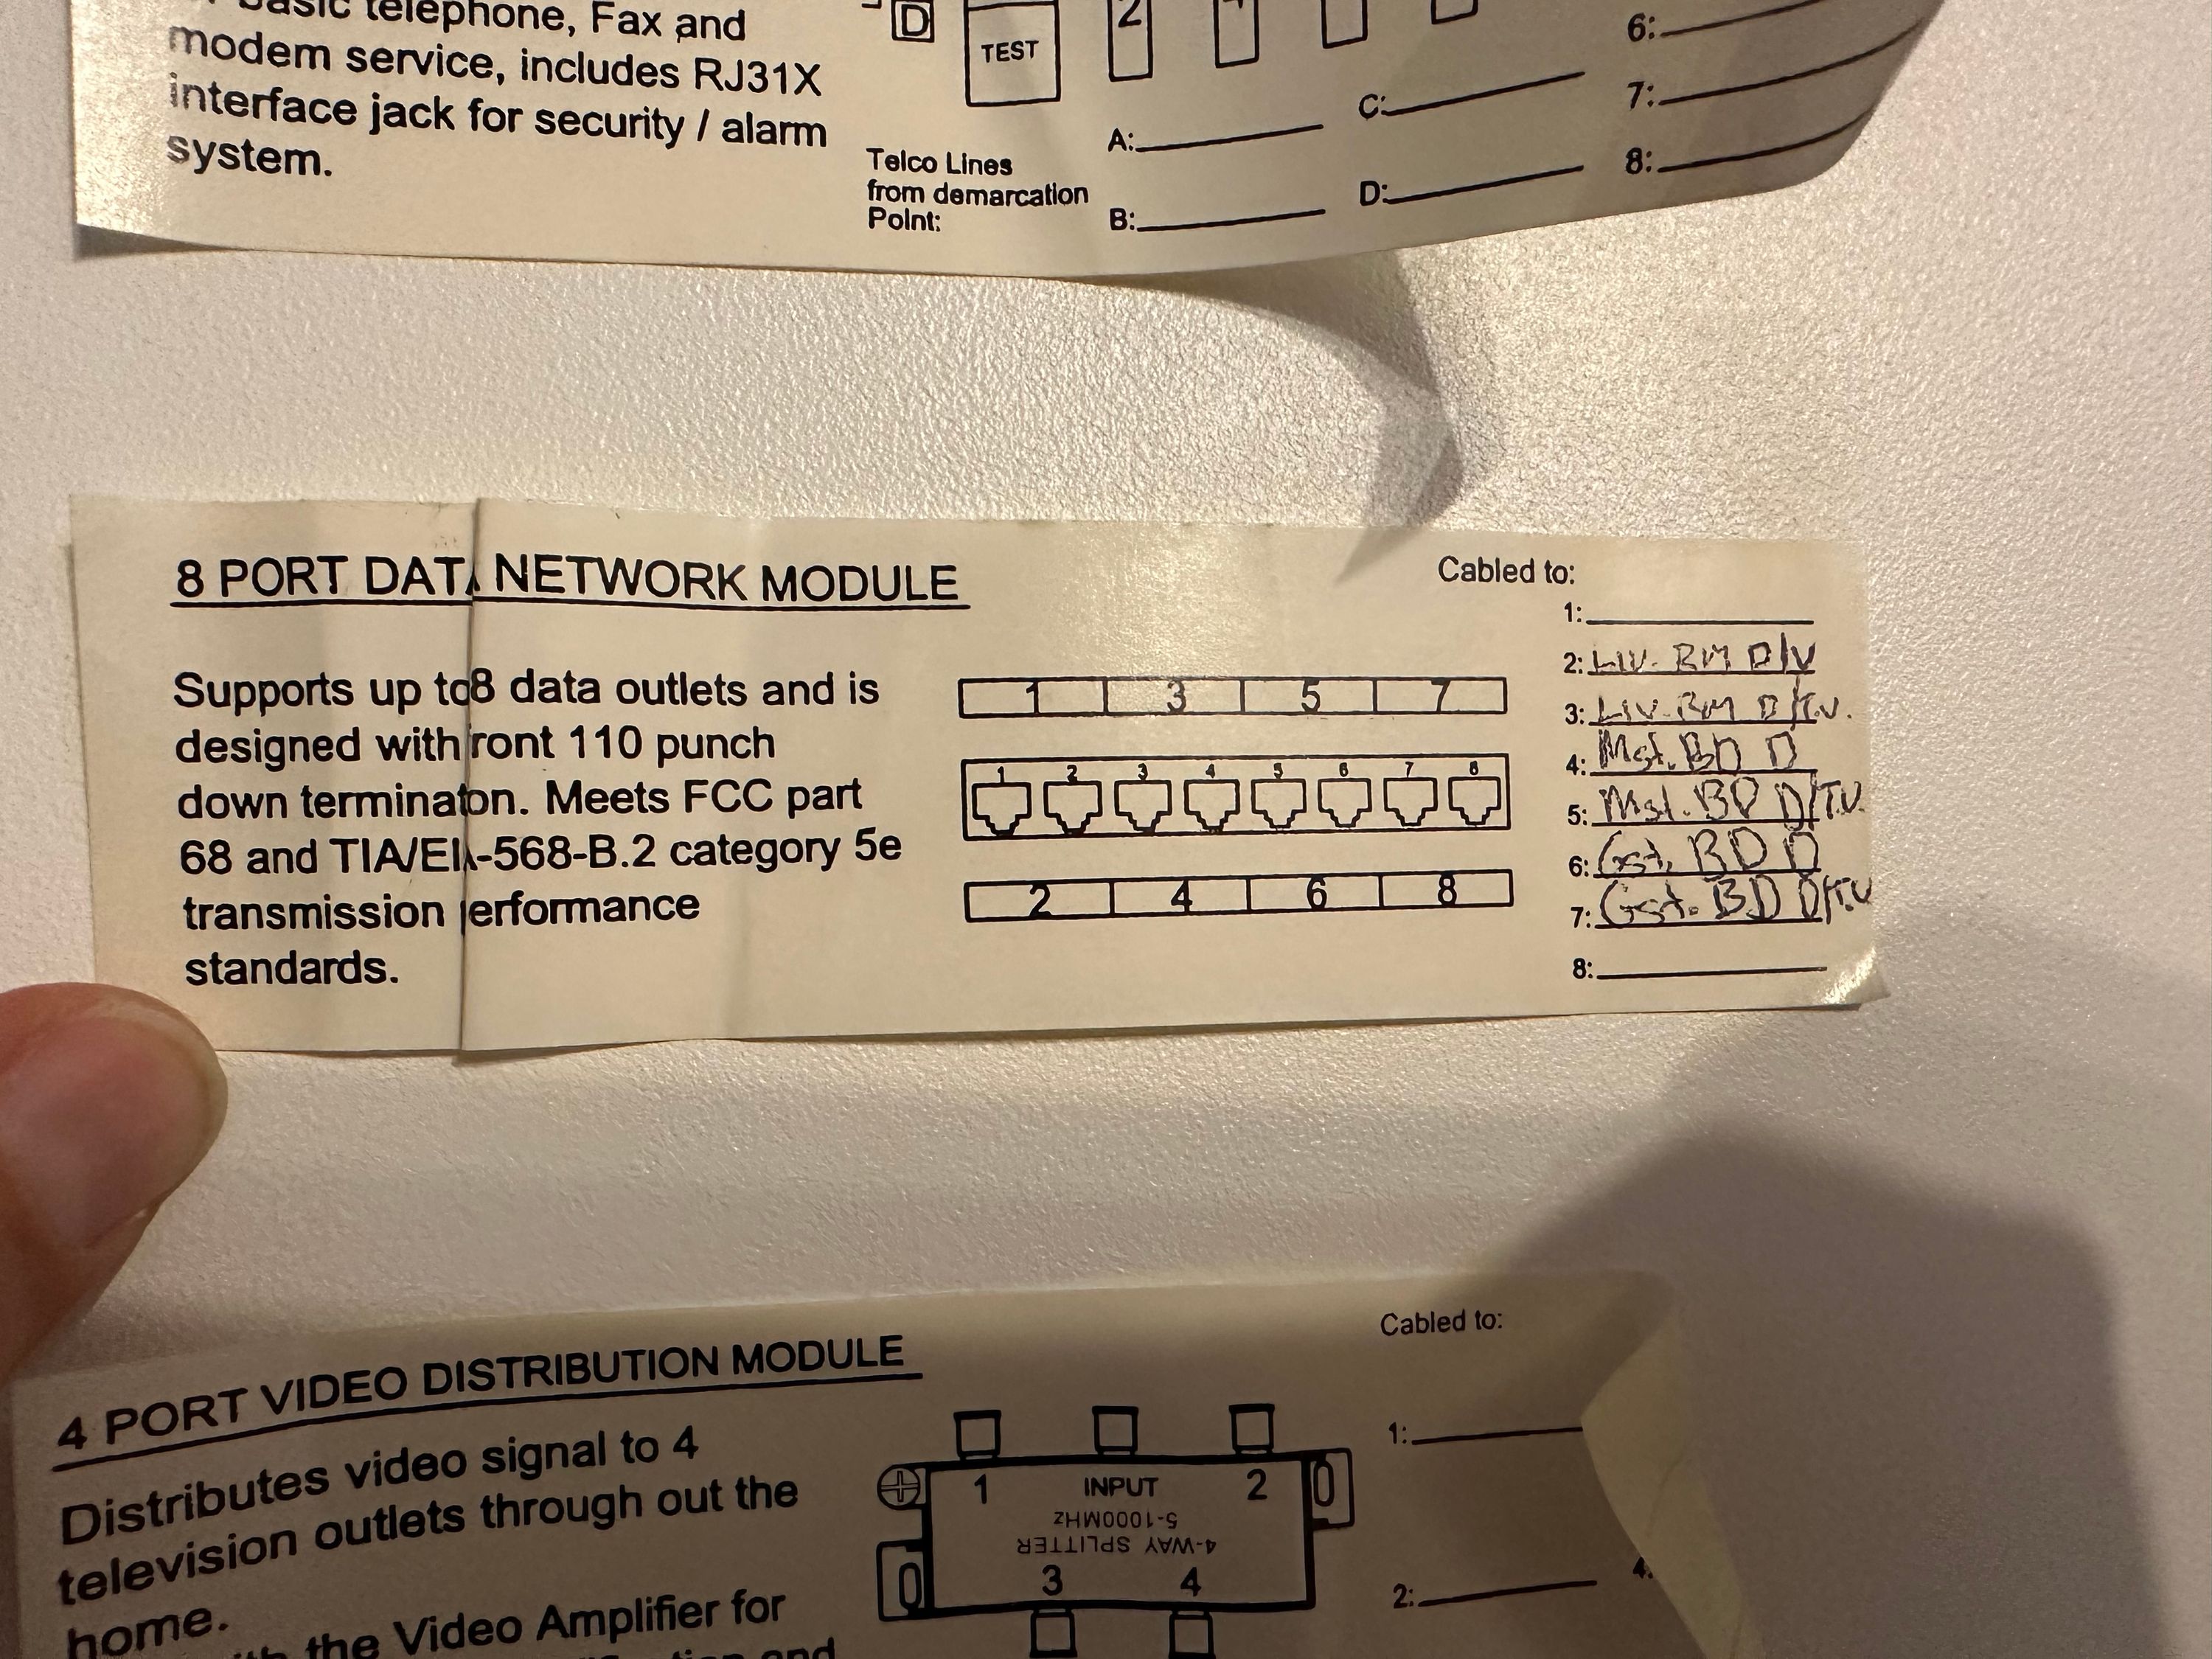 basic telephone, Fax and
modem service, includes RJ31X
interface jack for security / alarm
system.
D
TEST
2
Telco Lines
from demarcation
Point:
A:
B:
C:
D:
6:
7:
8:
8 PORT DATA NETWORK MODULE
Supports up to 8 data outlets and is
designed with ront 110 punch
down terminaton. Meets FCC part
68 and TIA/EIA-568-B.2 category 5e
transmission erformance
standards.
1 3 5 7
1 2 3 4 5 6 7 8
2 4 6 8
Cabled to:
1:
2: LIV. RM D/V
3: LIV. RM D/T.V.
4: Mst. BD D
5: Mst. BD D/T.V.
6: Gst. BD D
7: Gst. BD D/T.V
8:
4 PORT VIDEO DISTRIBUTION MODULE
Distributes video signal to 4
television outlets through out the
home.
the Video Amplifier for
and
1 INPUT 2
5-1000MHz
4-WAY SPLITTER
3 4
Cabled to:
1:
2:
4: